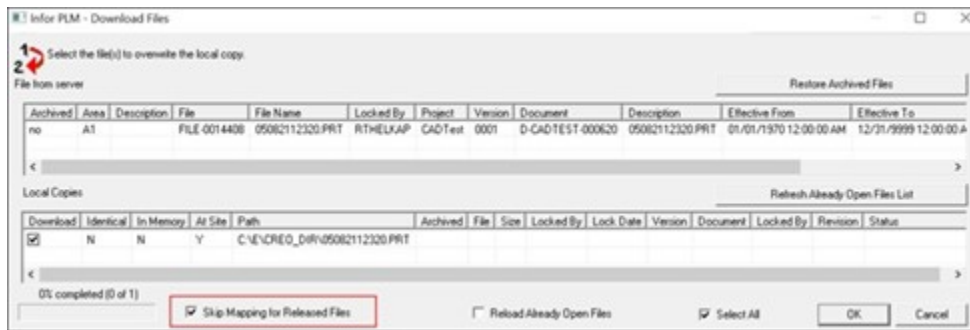 Infor PLM - Download Files
1 2 Select the file(s) to overwrite the local copy.
File from server
Restore Archived Files
Archived Area Description File File Name Locked By Project Version Document Description Effective From Effective To
no A1 FILE-0014408 05082112320.PRT RTHELKAP CADTest 0001 D-CADTEST-000620 05082112320.PRT 01/01/1970 12:00:00 AM 12/31/9999 12:00:00 A
Local Copies
Refresh Already Open Files List
Download Identical In Memory At Site Path Archived File Size Locked By Lock Date Version Document Locked By Revision Status
N N Y C:\E\CREO_DIR\05082112320.PRT
0% completed (0 of 1)
Skip Mapping for Released Files
Reload Already Open Files
Select All
OK
Cancel